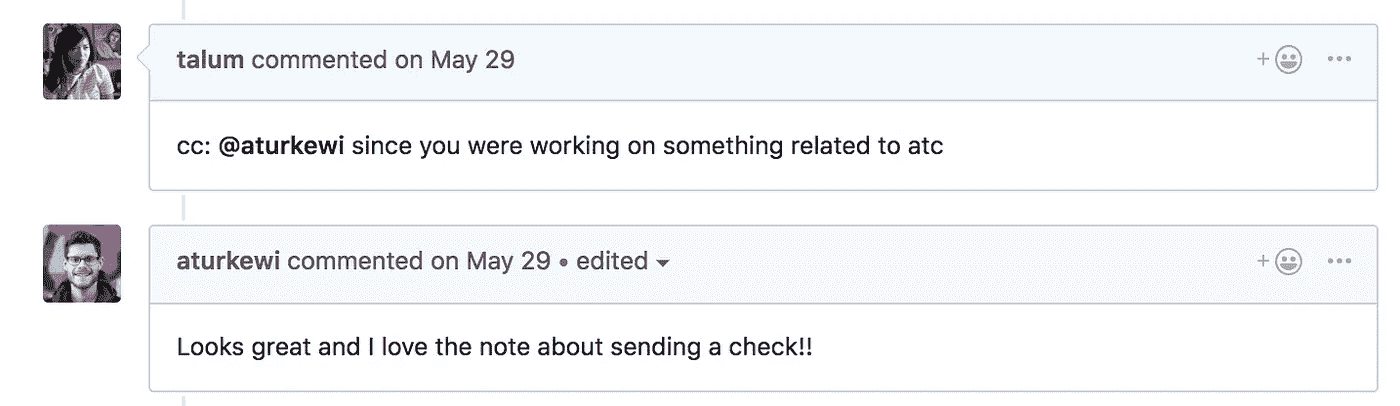 talum commented on May 29
cc: @aturkewi since you were working on something related to atc
aturkewi commented on May 29 • edited
Looks great and I love the note about sending a check!!